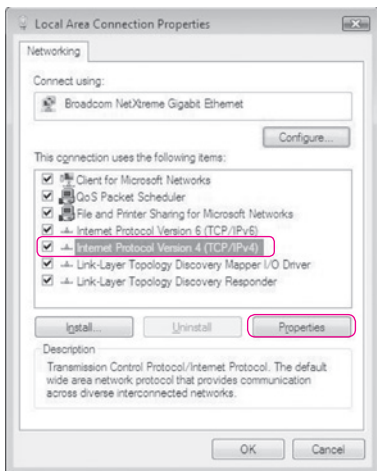 Local Area Connection Properties
Networking
Connect using:
Broadcom NetXtreme Gigabit Ethernet
Configure...
This connection uses the following items:
Client for Microsoft Networks
QoS Packet Scheduler
File and Printer Sharing for Microsoft Networks
Internet Protocol Version 6 (TCP/IPv6)
Internet Protocol Version 4 (TCP/IPv4)
Link-Layer Topology Discovery Mapper I/O Driver
Link-Layer Topology Discovery Responder
Install... Uninstall Properties
Description
Transmission Control Protocol/Internet Protocol. The default
wide area network protocol that provides communication
across diverse interconnected networks.
OK Cancel